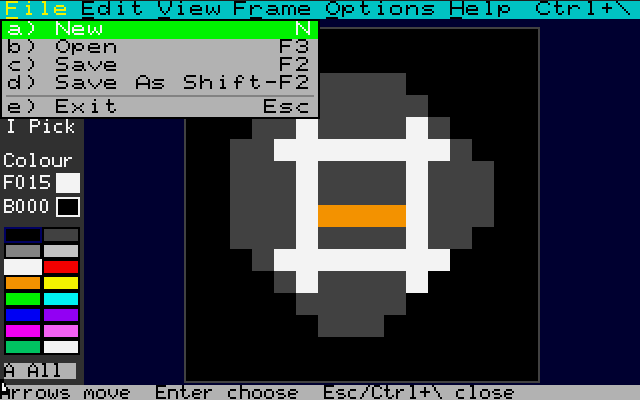 File Edit View Frame Options Help Ctrl+\
a) New N
b) Open F3
c) Save F2
d) Save As Shift-F2
e) Exit Esc
I Pick
Colour
F015
B000
A All
Arrows move Enter choose Esc/Ctrl+\ close